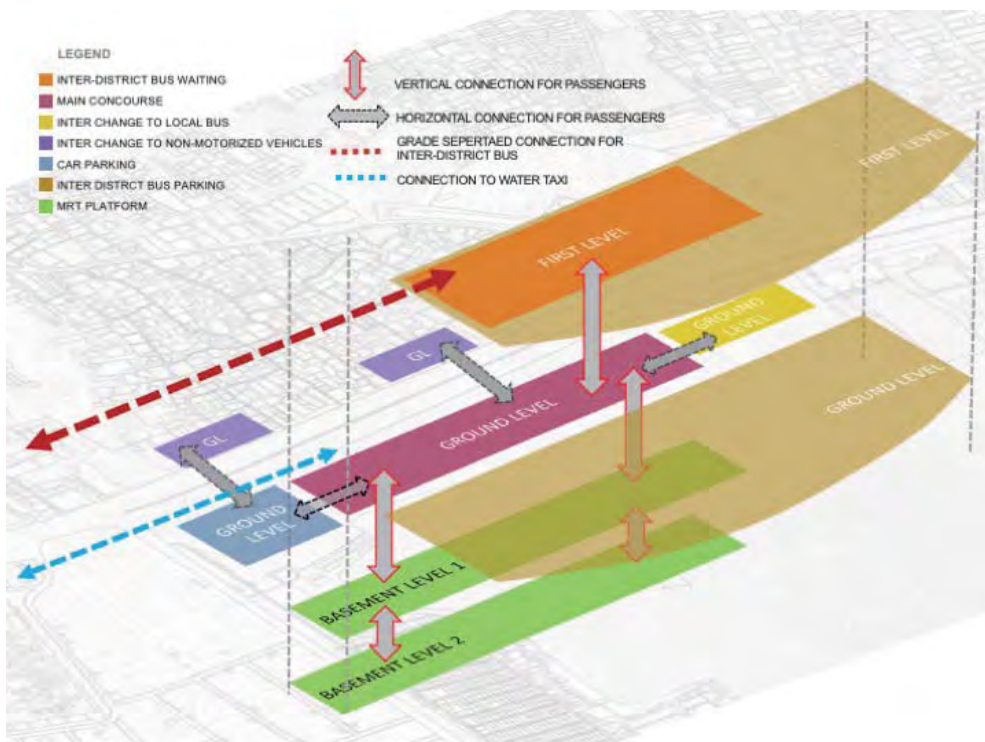 LEGEND
INTER-DISTRICT BUS WAITING
MAIN CONCOURSE
INTER CHANGE TO LOCAL BUS
INTER CHANGE TO NON-MOTORIZED VEHICLES
CAR PARKING
INTER DISTRCT BUS PARKING
MRT PLATFORM
VERTICAL CONNECTION FOR PASSENGERS
HORIZONTAL CONNECTION FOR PASSENGERS
GRADE SEPERTAED CONNECTION FOR
INTER-DISTRICT BUS
CONNECTION TO WATER TAXI
FIRST LEVEL
FIRST LEVEL
GROUND
LEVEL
GL
GROUND LEVEL
GROUND LEVEL
GL
GROUND
LEVEL
BASEMENT LEVEL 1
BASEMENT LEVEL 2